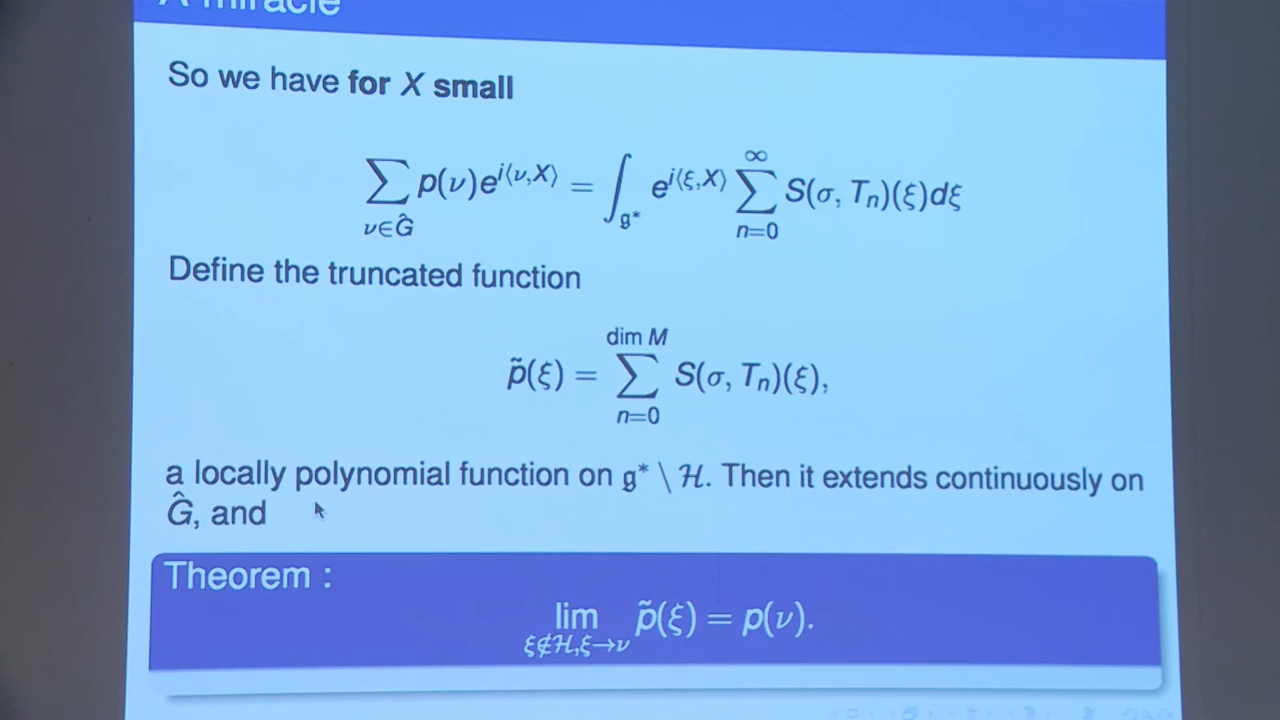 A miracle
So we have for X small
∑_{ν∈Ĝ} p(ν)e^{i⟨ν,X⟩} = ∫_{g*} e^{i⟨ξ,X⟩} ∑_{n=0}^{∞} S(σ, T_n)(ξ)dξ
Define the truncated function
p̃(ξ) = ∑_{n=0}^{dim M} S(σ, T_n)(ξ),
a locally polynomial function on g* \ ℋ. Then it extends continuously on
Ĝ, and
Theorem :
lim_{ξ∉ℋ,ξ→ν} p̃(ξ) = p(ν).